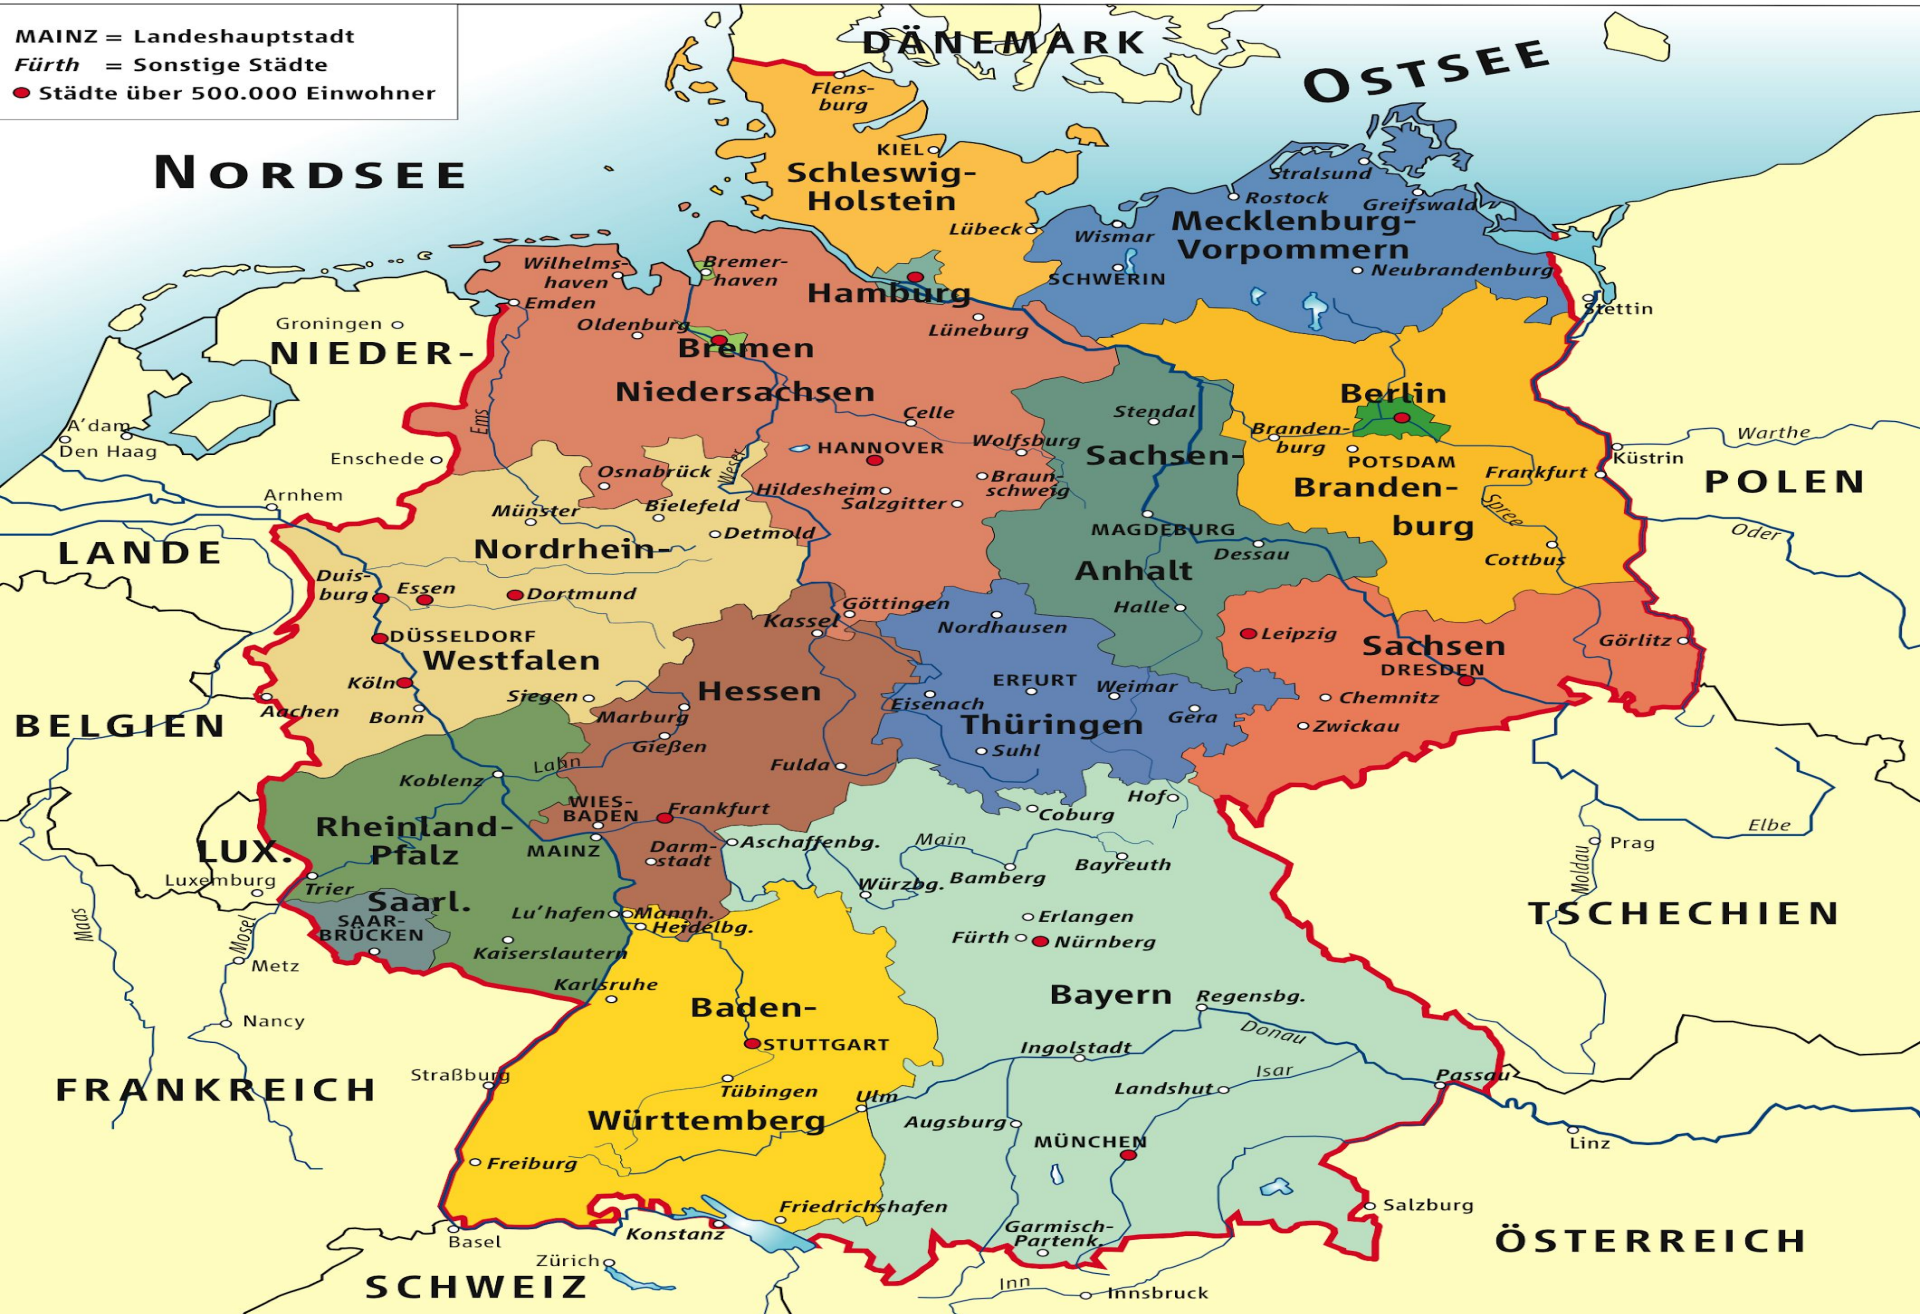 MAINZ = Landeshauptstadt
Fürth = Sonstige Städte
Städte über 500.000 Einwohner
DÄNEMARK
OSTSEE
NORDSEE
Flens-
burg
KIEL
Schleswig-
Holstein
Lübeck
Stralsund
Rostock
Greifswald
Mecklenburg-
Vorpommern
Wismar
SCHWERIN
Neubrandenburg
Stettin
Wilhelms-
haven
Bremer-
haven
Hamburg
Emden
Oldenburg
Lüneburg
Bremen
Niedersachsen
Groningen
NIEDER-
A'dam
Den Haag
Enschede
Ems
Arnhem
LANDE
Celle
HANNOVER
Wolfsburg
Osnabrück
Weser
Hildesheim
Braun-
schweig
Salzgitter
Münster
Bielefeld
Detmold
Nordrhein-
Stendal
Sachsen-
MAGDEBURG
Dessau
Anhalt
Halle
Berlin
Branden-
burg
POTSDAM
Frankfurt
Branden-
burg
Spree
Cottbus
Warthe
Küstrin
POLEN
Oder
Duis-
burg
Essen
Dortmund
DÜSSELDORF
Westfalen
Köln
Siegen
Bonn
Aachen
BELGIEN
Göttingen
Kassel
Hessen
Marburg
Gießen
Lahn
Fulda
Nordhausen
ERFURT
Weimar
Eisenach
Gera
Thüringen
Suhl
Leipzig
Sachsen
DRESDEN
Görlitz
Chemnitz
Zwickau
Koblenz
WIES-
BADEN
Frankfurt
Rheinland-
Pfalz
MAINZ
Darm-
stadt
Aschaffenbg.
LUX.
Luxemburg
Trier
Saarl.
SAAR-
BRÜCKEN
Lu'hafen
Mannh.
Heidelbg.
Kaiserslautern
Maas
Mosel
Metz
Nancy
Hof
Coburg
Main
Bayreuth
Bamberg
Würzbg.
Erlangen
Fürth
Nürnberg
Elbe
Prag
Moldau
TSCHECHIEN
Karlsruhe
Baden-
STUTTGART
Tübingen
Württemberg
Ulm
Straßburg
FRANKREICH
Freiburg
Friedrichshafen
Konstanz
Basel
Zürich
SCHWEIZ
Bayern
Regensbg.
Donau
Ingolstadt
Isar
Landshut
Passau
Augsburg
MÜNCHEN
Linz
Salzburg
Garmisch-
Partenk.
ÖSTERREICH
Inn
Innsbruck